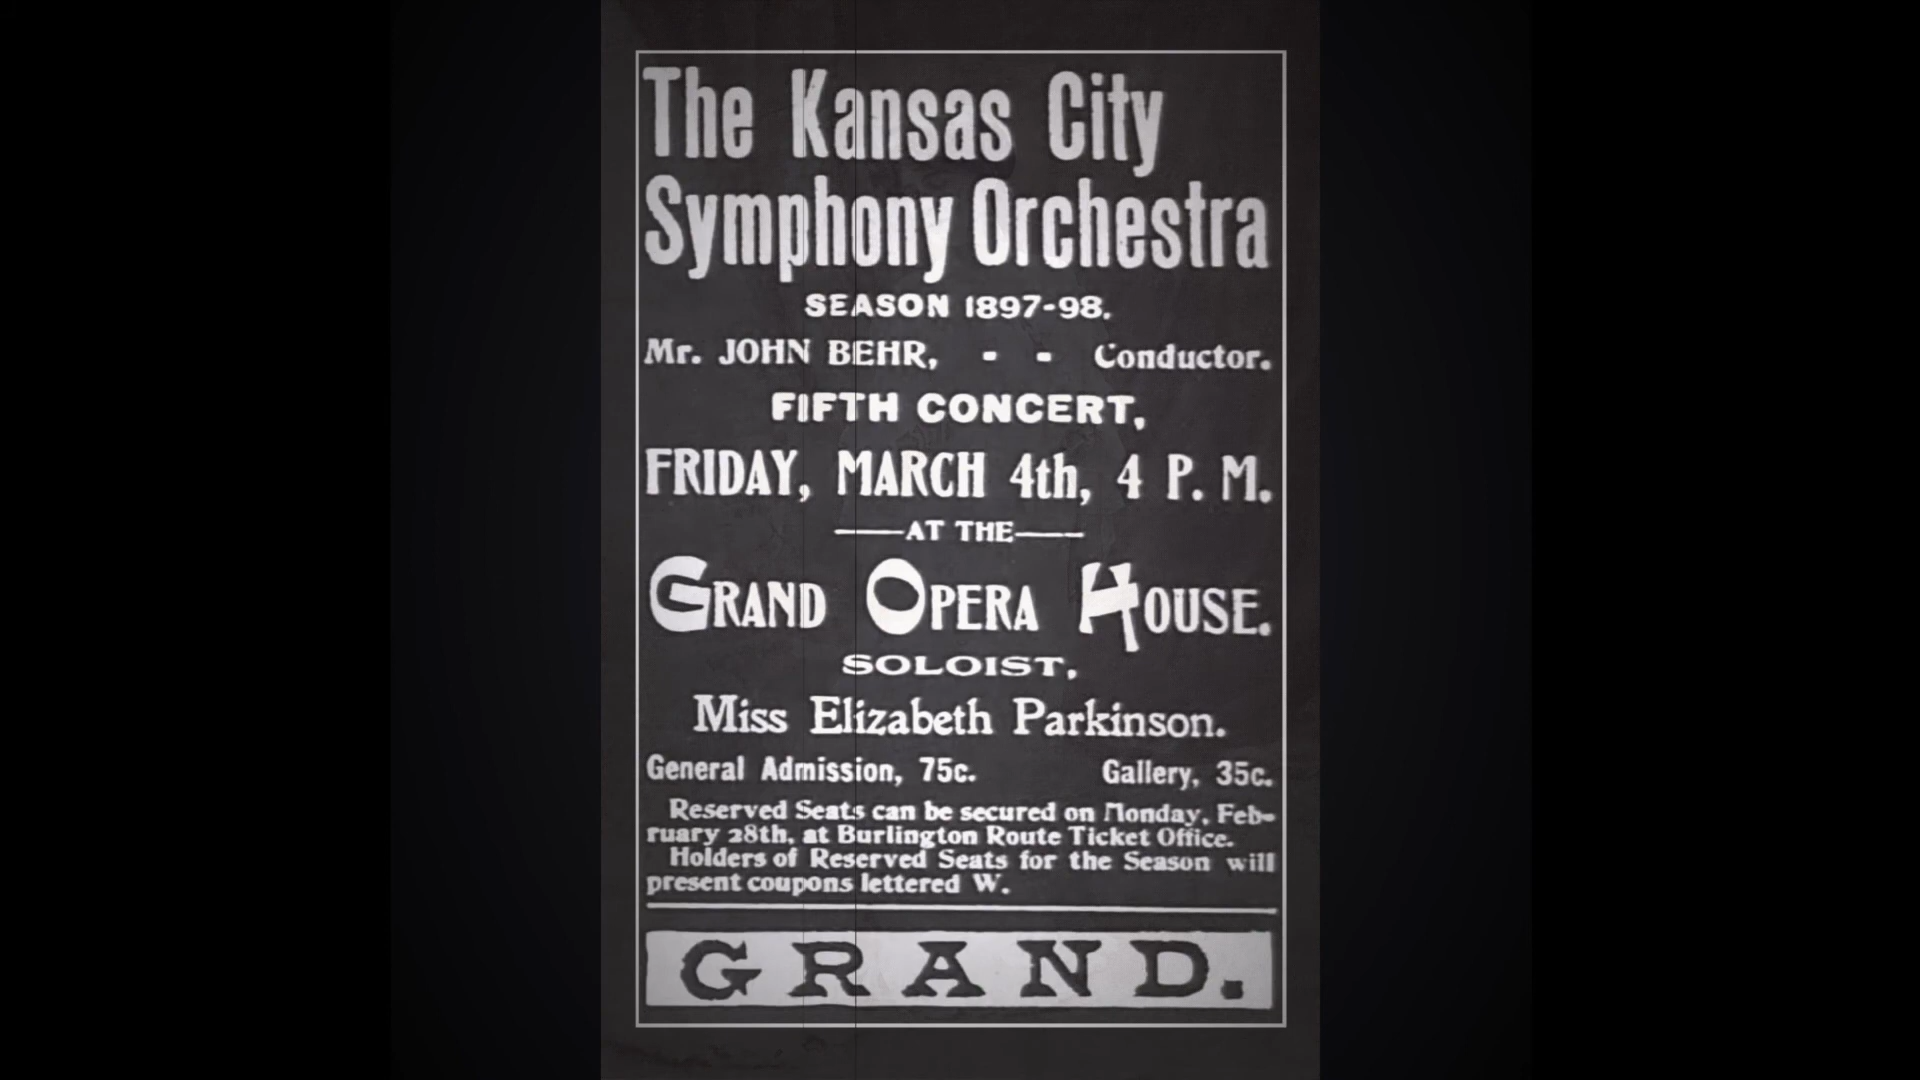 The Kansas City
Symphony Orchestra
SEASON 1897-98.
Mr. JOHN BEHR, - - Conductor.
FIFTH CONCERT,
FRIDAY, MARCH 4th, 4 P. M.
——AT THE——
GRAND OPERA HOUSE.
SOLOIST,
Miss Elizabeth Parkinson.
General Admission, 75c. Gallery, 35c.
Reserved Seats can be secured on Monday, Feb-
ruary 28th, at Burlington Route Ticket Office.
Holders of Reserved Seats for the Season will
present coupons lettered W.
GRAND.